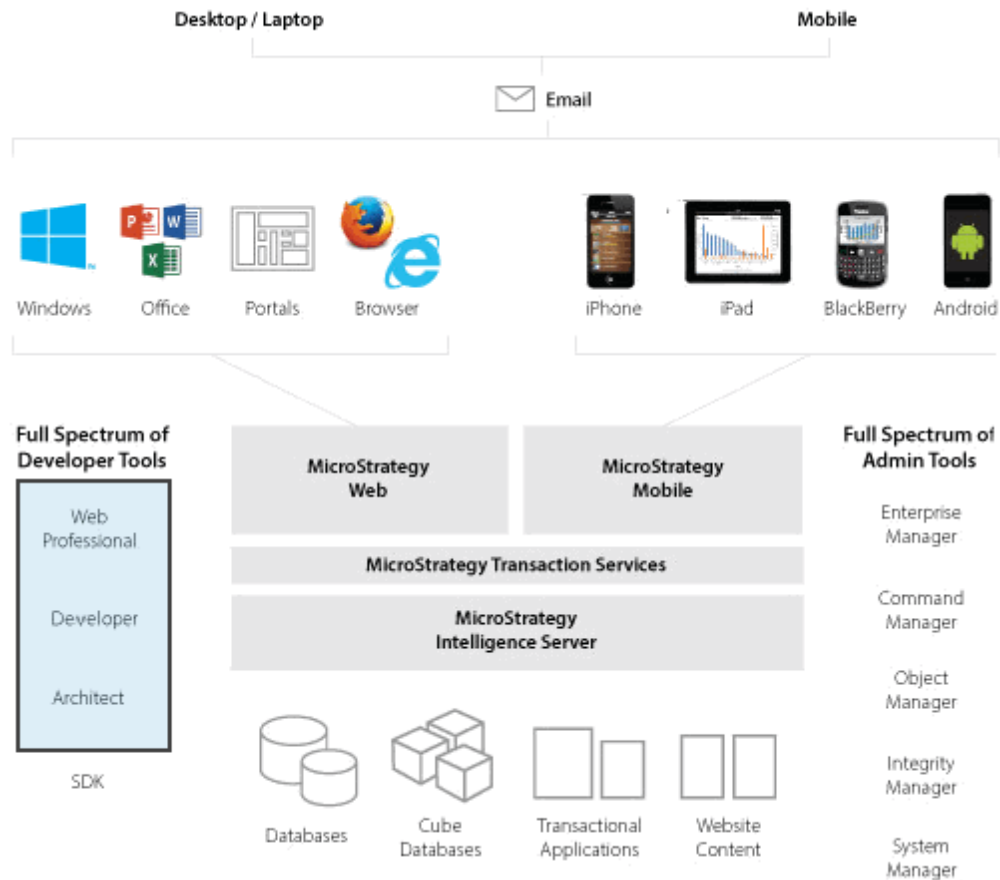 Desktop / Laptop
Mobile
Email
Windows
Office
Portals
Browser
iPhone
iPad
BlackBerry
Android
Full Spectrum of
Developer Tools
Web
Professional
Developer
Architect
SDK
MicroStrategy
Web
MicroStrategy
Mobile
MicroStrategy Transaction Services
MicroStrategy
Intelligence Server
Databases
Cube
Databases
Transactional
Applications
Website
Content
Full Spectrum of
Admin Tools
Enterprise
Manager
Command
Manager
Object
Manager
Integrity
Manager
System
Manager